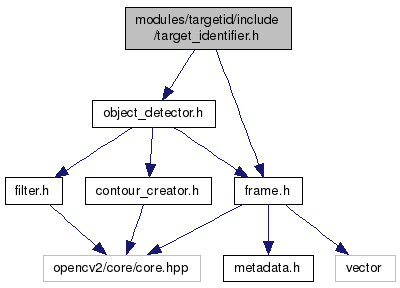 modules/targetid/include
/target_identifier.h
object_detector.h
filter.h
contour_creator.h
frame.h
opencv2/core/core.hpp
metadata.h
vector